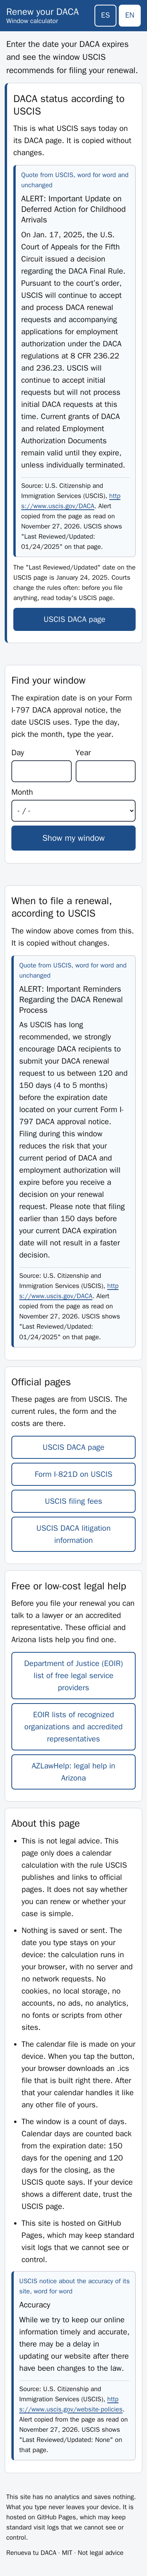 Renew your DACA
Window calculator
ES
EN
Enter the date your DACA expires
and see the window USCIS
recommends for filing your renewal.
DACA status according to
USCIS
This is what USCIS says today on
its DACA page. It is copied without
changes.
Quote from USCIS, word for word and
unchanged
ALERT: Important Update on
Deferred Action for Childhood
Arrivals
On Jan. 17, 2025, the U.S.
Court of Appeals for the Fifth
Circuit issued a decision
regarding the DACA Final Rule.
Pursuant to the court's order,
USCIS will continue to accept
and process DACA renewal
requests and accompanying
applications for employment
authorization under the DACA
regulations at 8 CFR 236.22
and 236.23. USCIS will
continue to accept initial
requests but will not process
initial DACA requests at this
time. Current grants of DACA
and related Employment
Authorization Documents
remain valid until they expire,
unless individually terminated.
Source: U.S. Citizenship and
Immigration Services (USCIS), http
s://www.uscis.gov/DACA. Alert
copied from the page as read on
November 27, 2026. USCIS shows
"Last Reviewed/Updated:
01/24/2025" on that page.
The "Last Reviewed/Updated" date on the
USCIS page is January 24, 2025. Courts
change the rules often: before you file
anything, read today's USCIS page.
USCIS DACA page
Find your window
The expiration date is on your Form
I-797 DACA approval notice, the
date USCIS uses. Type the day,
pick the month, type the year.
Day
Year
Month
- / -
Show my window
When to file a renewal,
according to USCIS
The window above comes from this.
It is copied without changes.
Quote from USCIS, word for word and
unchanged
ALERT: Important Reminders
Regarding the DACA Renewal
Process
As USCIS has long
recommended, we strongly
encourage DACA recipients to
submit your DACA renewal
request to us between 120 and
150 days (4 to 5 months)
before the expiration date
located on your current Form I-
797 DACA approval notice.
Filing during this window
reduces the risk that your
current period of DACA and
employment authorization will
expire before you receive a
decision on your renewal
request. Please note that filing
earlier than 150 days before
your current DACA expiration
date will not result in a faster
decision.
Source: U.S. Citizenship and
Immigration Services (USCIS), http
s://www.uscis.gov/DACA. Alert
copied from the page as read on
November 27, 2026. USCIS shows
"Last Reviewed/Updated:
01/24/2025" on that page.
Official pages
These pages are from USCIS. The
current rules, the form and the
costs are there.
USCIS DACA page
Form I-821D on USCIS
USCIS filing fees
USCIS DACA litigation
information
Free or low-cost legal help
Before you file your renewal you can
talk to a lawyer or an accredited
representative. These official and
Arizona lists help you find one.
Department of Justice (EOIR)
list of free legal service
providers
EOIR lists of recognized
organizations and accredited
representatives
AZLawHelp: legal help in
Arizona
About this page
• This is not legal advice. This
page only does a calendar
calculation with the rule USCIS
publishes and links to official
pages. It does not say whether
you can renew or whether your
case is simple.
• Nothing is saved or sent. The
date you type stays on your
device: the calculation runs in
your browser, with no server and
no network requests. No
cookies, no local storage, no
accounts, no ads, no analytics,
no fonts or scripts from other
sites.
• The calendar file is made on your
device. When you tap the button,
your browser downloads an .ics
file that is built right there. After
that your calendar handles it like
any other file of yours.
• The window is a count of days.
Calendar days are counted back
from the expiration date: 150
days for the opening and 120
days for the closing, as the
USCIS quote says. If your device
shows a different date, trust the
USCIS page.
• This site is hosted on GitHub
Pages, which may keep standard
visit logs that we cannot see or
control.
USCIS notice about the accuracy of its
site, word for word
Accuracy
While we try to keep our online
information timely and accurate,
there may be a delay in
updating our website after there
have been changes to the law.
Source: U.S. Citizenship and
Immigration Services (USCIS), http
s://www.uscis.gov/website-policies.
Alert copied from the page as read on
November 27, 2026. USCIS shows
"Last Reviewed/Updated: None" on
that page.
This site has no analytics and saves nothing.
What you type never leaves your device. It is
hosted on GitHub Pages, which may keep
standard visit logs that we cannot see or
control.
Renueva tu DACA · MIT · Not legal advice